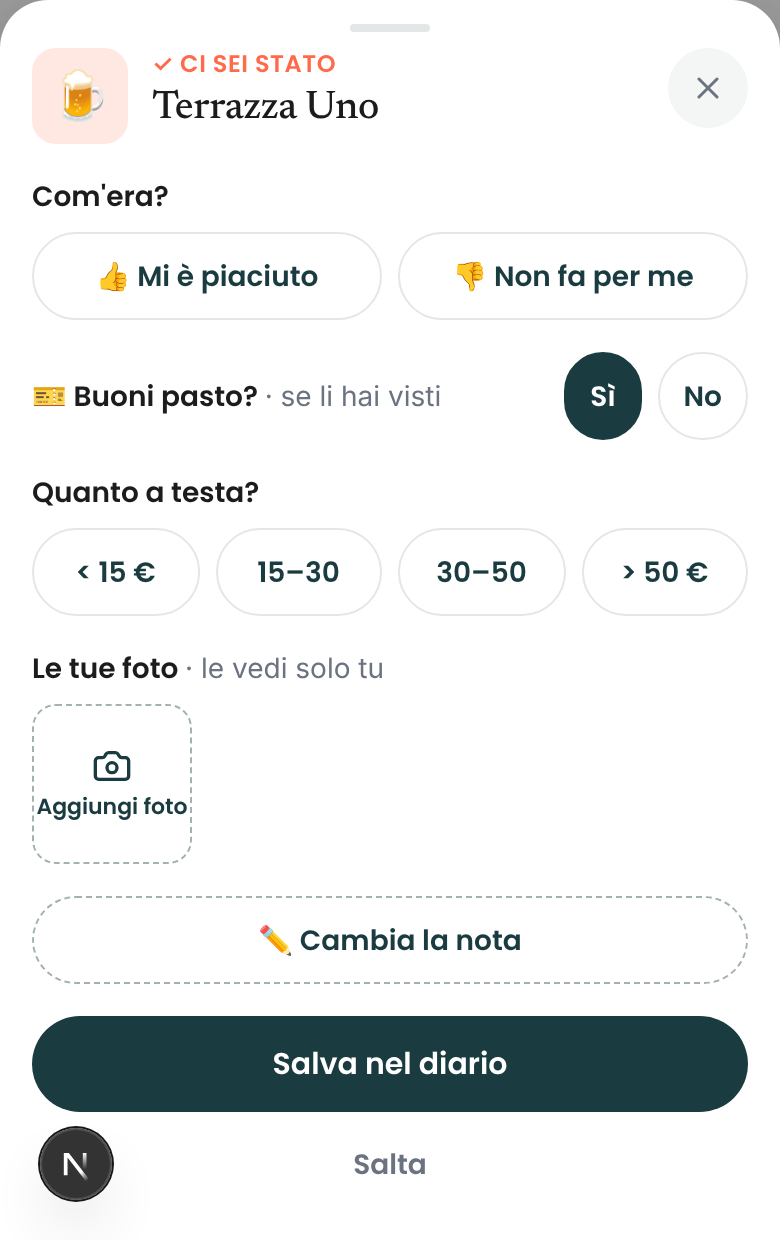 ✓ CI SEI STATO
Terrazza Uno
Com'era?
👍 Mi è piaciuto
👎 Non fa per me
🎫 Buoni pasto? · se li hai visti
Sì
No
Quanto a testa?
< 15 €
15–30
30–50
> 50 €
Le tue foto · le vedi solo tu
Aggiungi foto
✏️ Cambia la nota
Salva nel diario
N
Salta